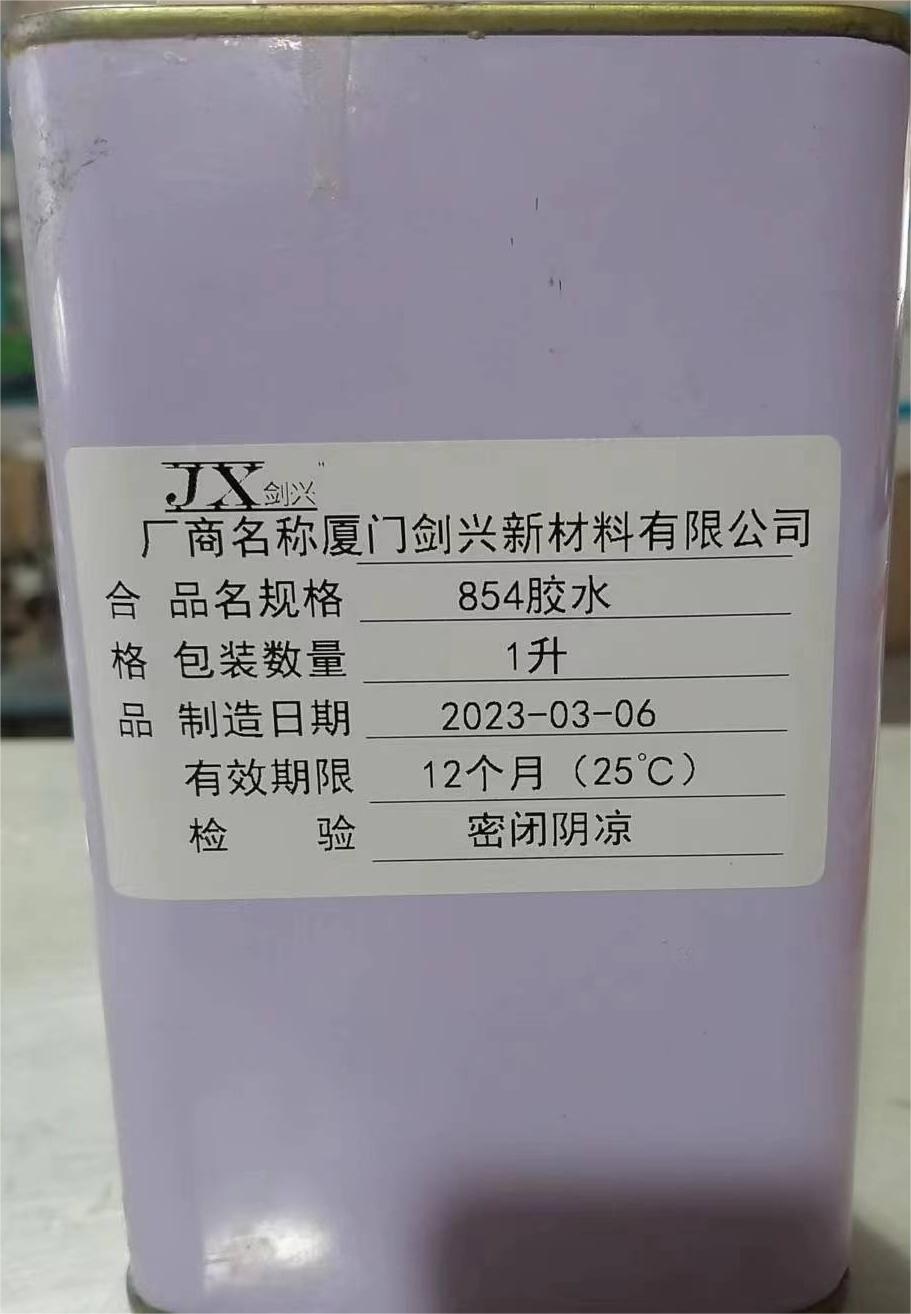 JX剑兴
厂商名称厦门剑兴新材料有限公司
合 品名规格 854胶水
格 包装数量 1升
品 制造日期 2023-03-06
有效期限 12个月（25℃）
检 验 密闭阴凉